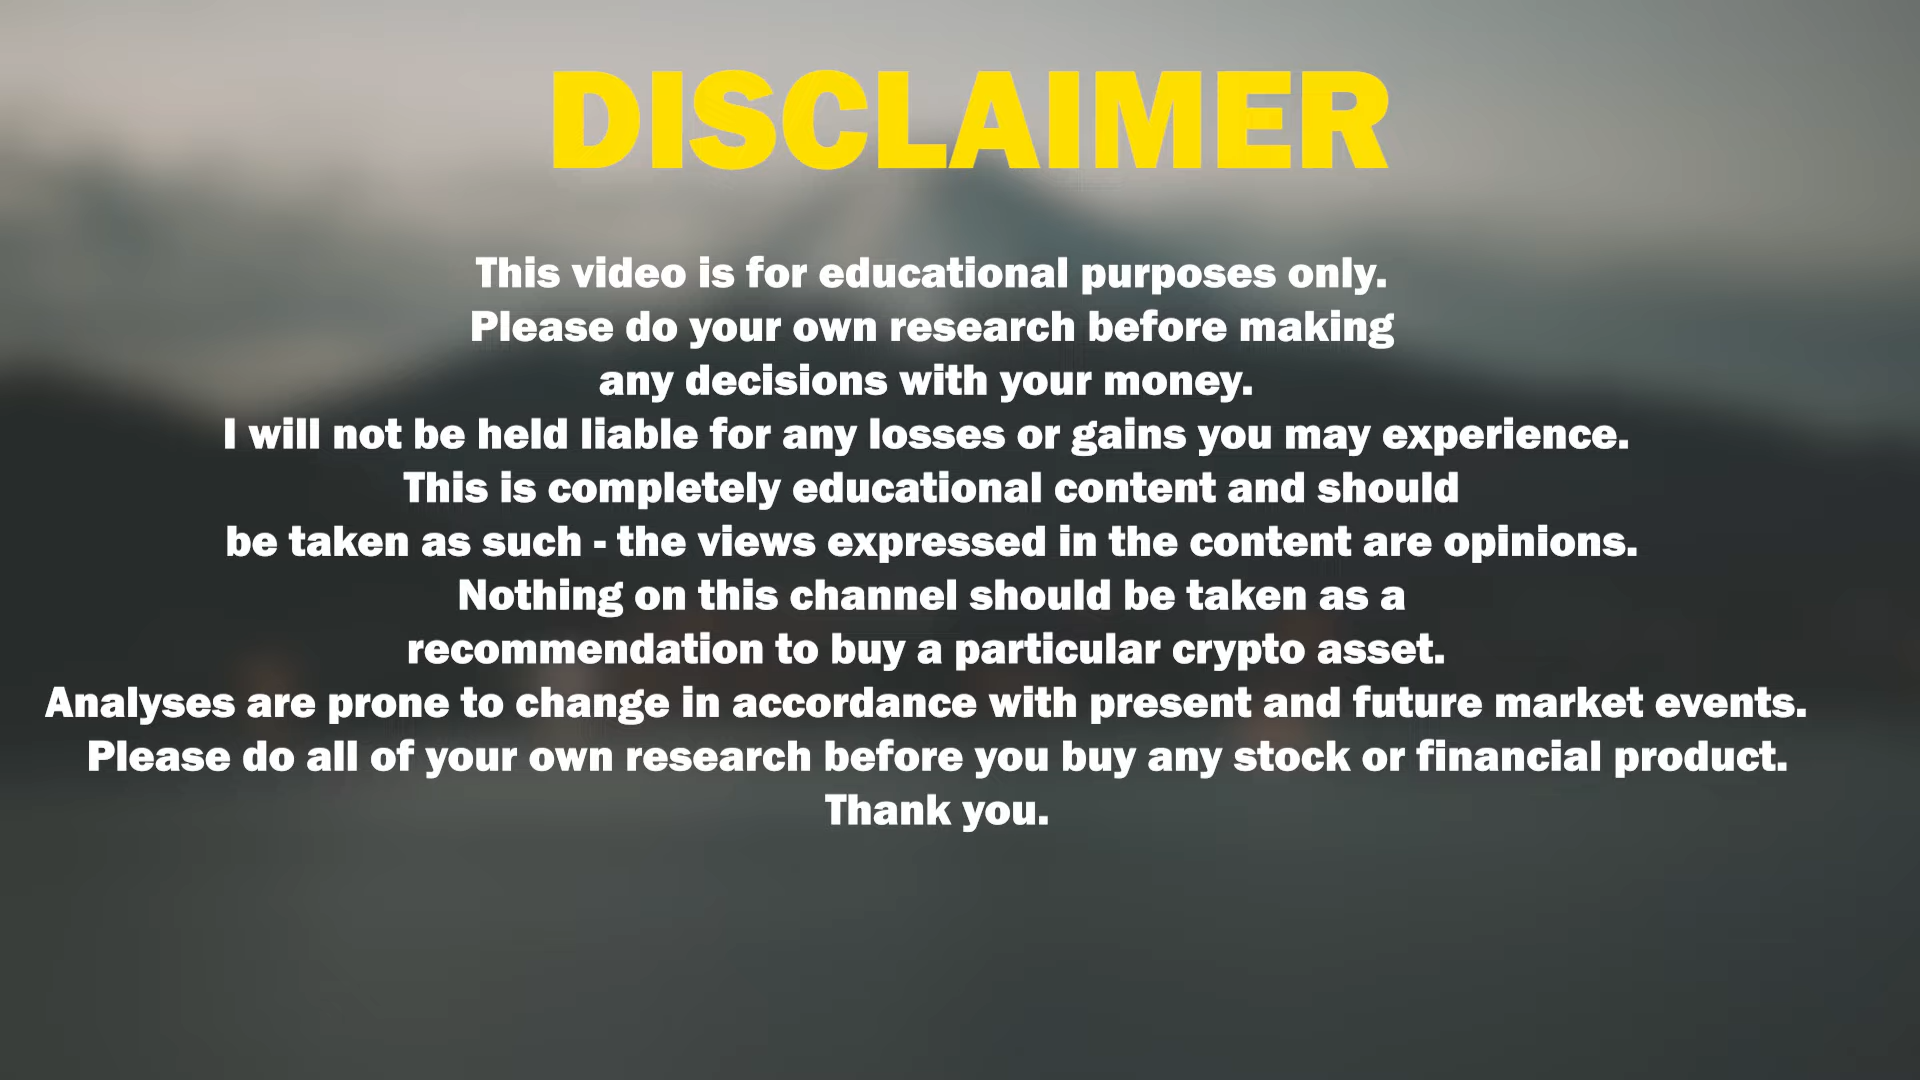 DISCLAIMER
This video is for educational purposes only.
Please do your own research before making
any decisions with your money.
I will not be held liable for any losses or gains you may experience.
This is completely educational content and should
be taken as such - the views expressed in the content are opinions.
Nothing on this channel should be taken as a
recommendation to buy a particular crypto asset.
Analyses are prone to change in accordance with present and future market events.
Please do all of your own research before you buy any stock or financial product.
Thank you.